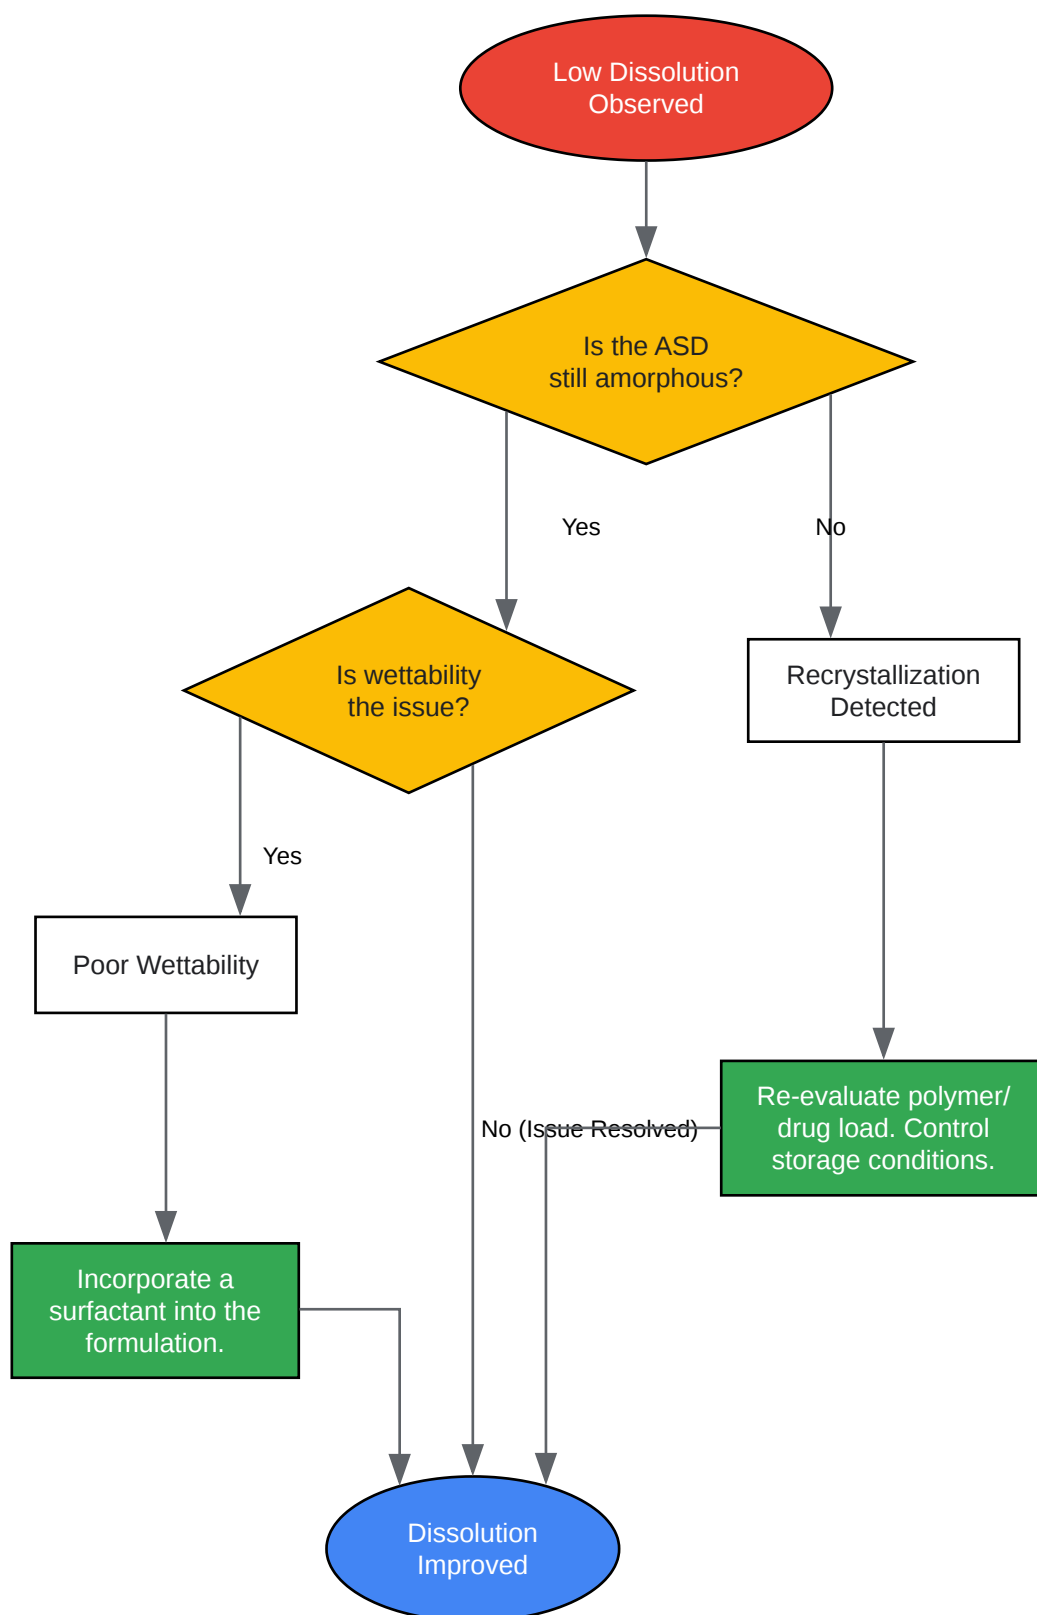 Low Dissolution
Observed
Is the ASD
still amorphous?
Yes
No
Is wettability
the issue?
Recrystallization
Detected
Yes
Poor Wettability
No (Issue Resolved)
Re-evaluate polymer/
drug load. Control
storage conditions.
Incorporate a
surfactant into the
formulation.
Dissolution
Improved